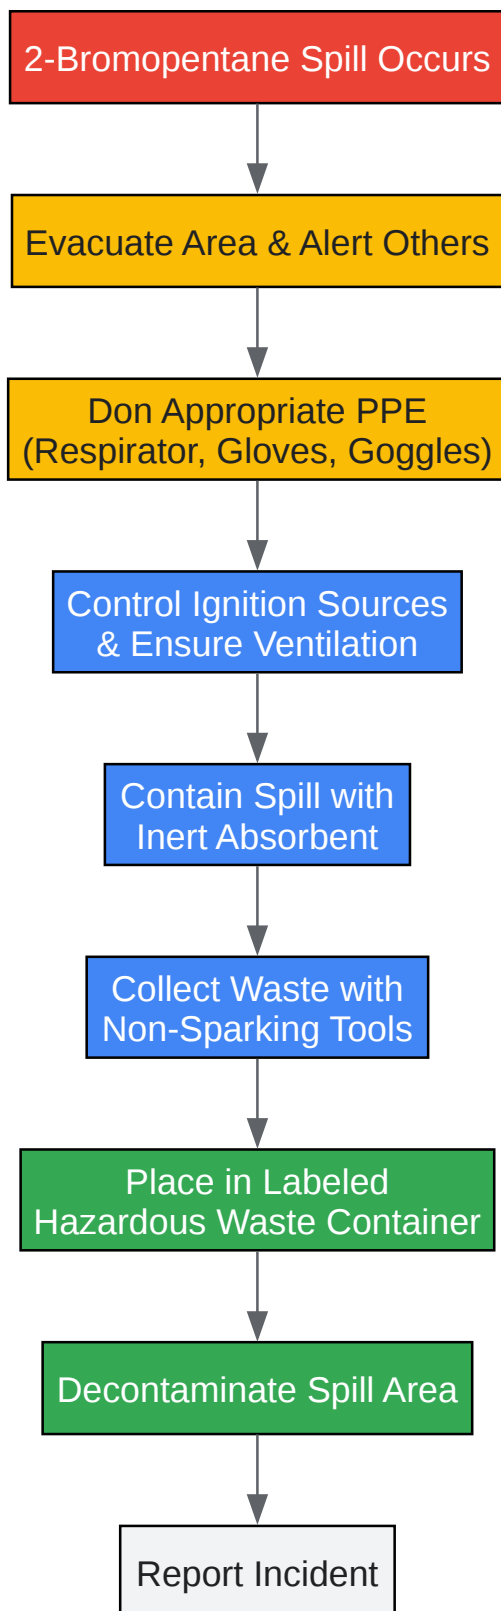 2-Bromopentane Spill Occurs
Evacuate Area & Alert Others
Don Appropriate PPE
(Respirator, Gloves, Goggles)
Control Ignition Sources
& Ensure Ventilation
Contain Spill with
Inert Absorbent
Collect Waste with
Non-Sparking Tools
Place in Labeled
Hazardous Waste Container
Decontaminate Spill Area
Report Incident